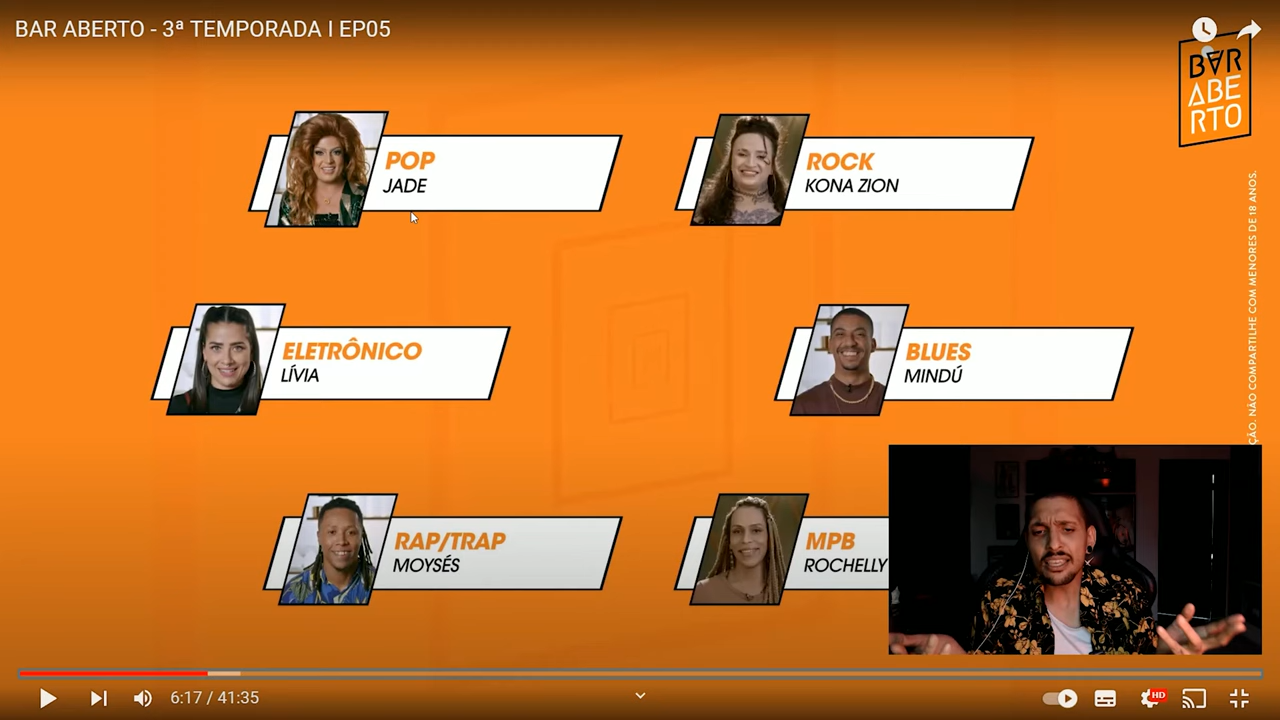 BAR ABERTO - 3ª TEMPORADA I EP05
BAR
ABE
RTO
POP
JADE
ROCK
KONA ZION
ELETRÔNICO
LÍVIA
BLUES
MINDÚ
RAP/TRAP
MOYSÉS
MPB
ROCHELLY
ÇÃO. NÃO COMPARTILHE COM MENORES DE 18 ANOS.
6:17 / 41:35
HD